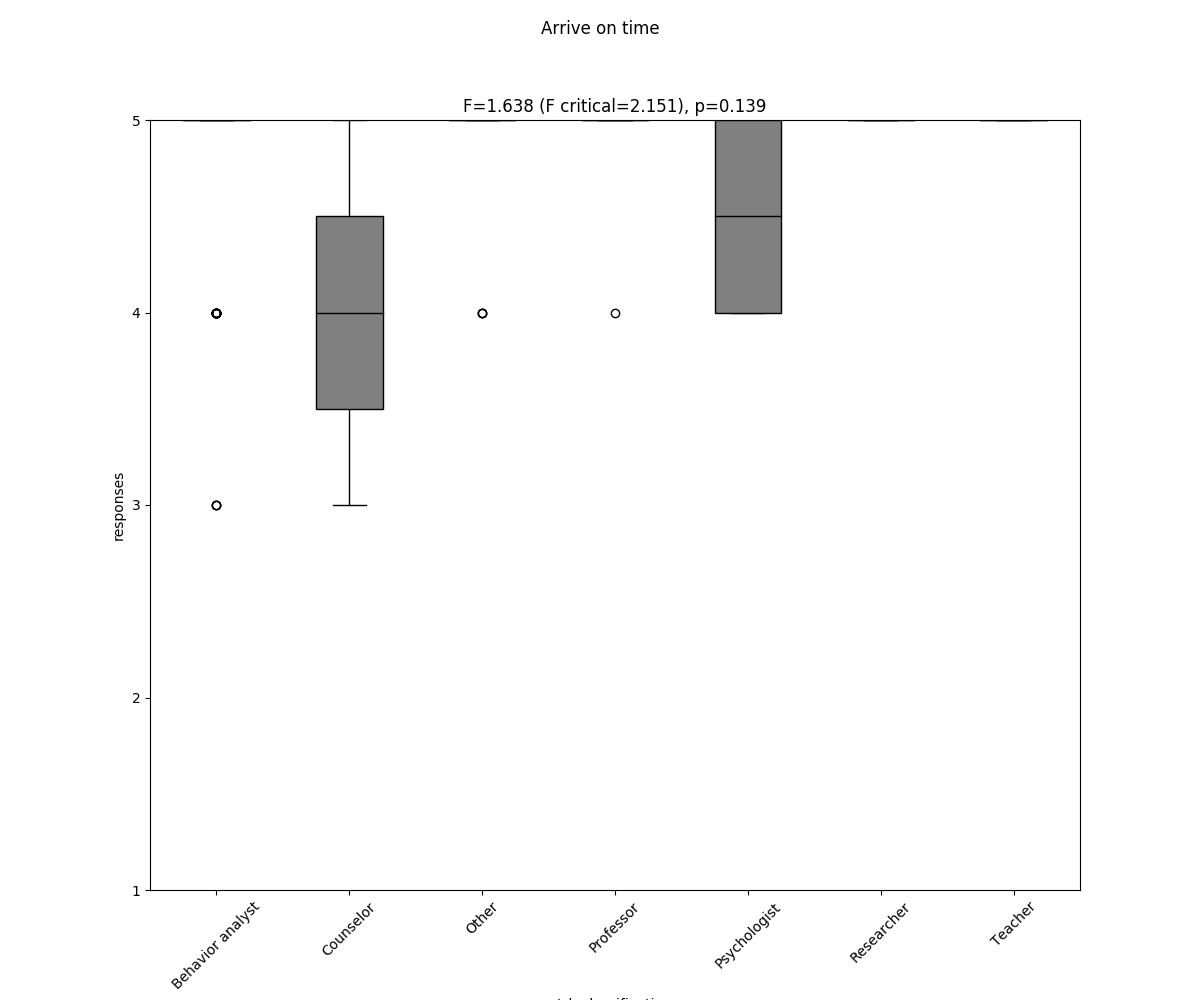 Arrive on time
F=1.638 (F critical=2.151), p=0.139
5
4
3
2
1
responses
Behavior analyst
Counselor
Other
Professor
Psychologist
Researcher
Teacher